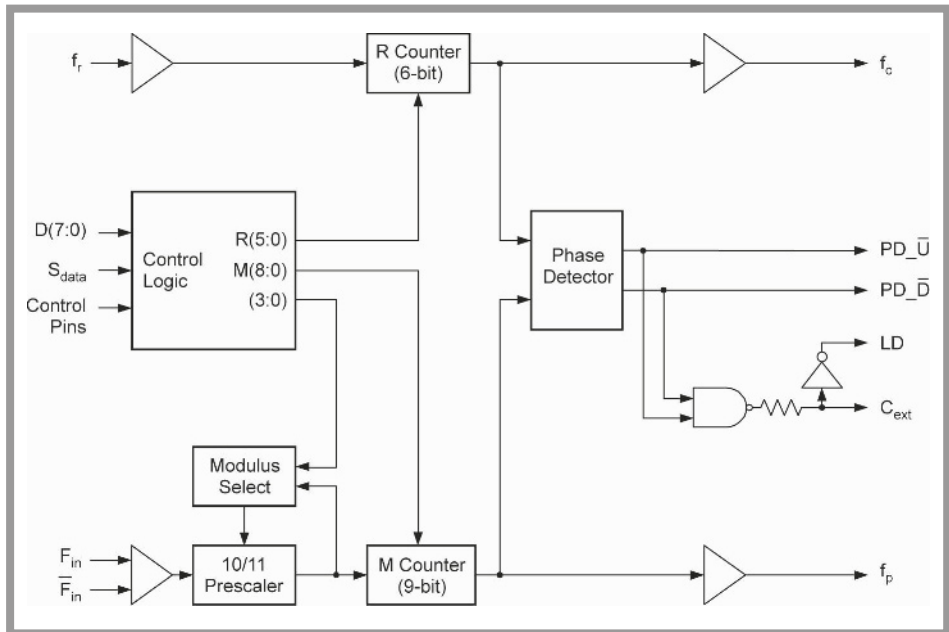 f_r
R Counter
(6-bit)
f_c
D(7:0)
S_data
Control
Pins
Control
Logic
R(5:0)
M(8:0)
(3:0)
Phase
Detector
PD_U̅
PD_D̅
LD
C_ext
Modulus
Select
F_in
F̅_in
10/11
Prescaler
M Counter
(9-bit)
f_p